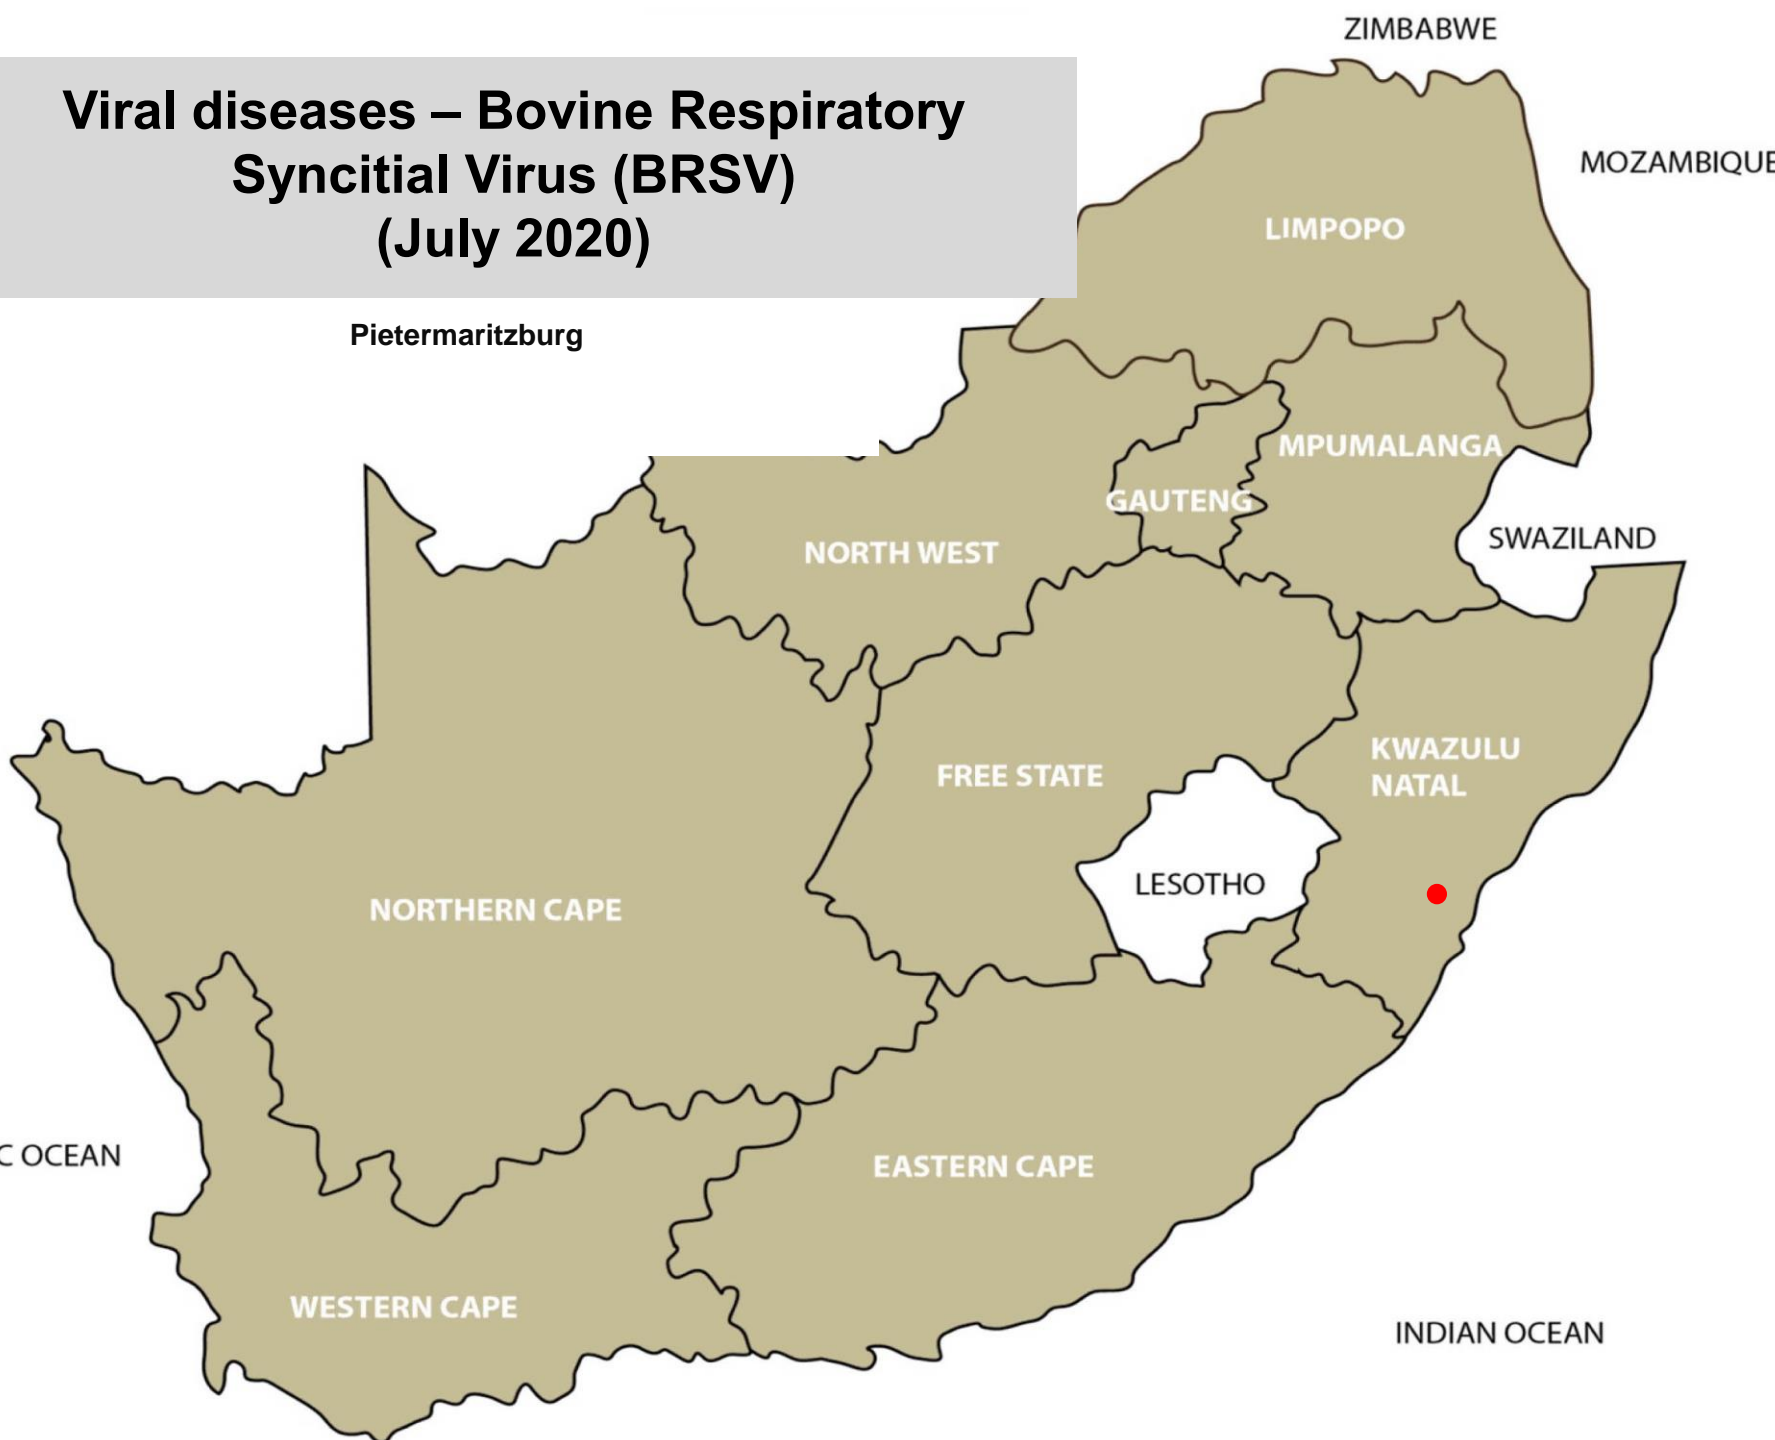 ZIMBABWE
Viral diseases – Bovine Respiratory
Syncitial Virus (BRSV)
(July 2020)
MOZAMBIQUE
LIMPOPO
Pietermaritzburg
MPUMALANGA
GAUTENG
SWAZILAND
NORTH WEST
KWAZULU
NATAL
FREE STATE
LESOTHO
NORTHERN CAPE
C OCEAN
EASTERN CAPE
WESTERN CAPE
INDIAN OCEAN